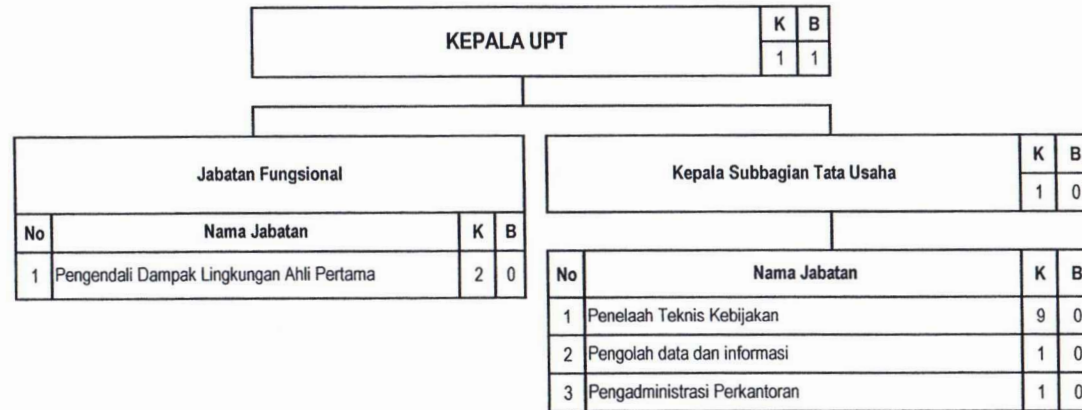 KEPALA UPT K B
1 1
Jabatan Fungsional
No Nama Jabatan K B
1 Pengendali Dampak Lingkungan Ahli Pertama 2 0
Kepala Subbagian Tata Usaha K B
1 0
No Nama Jabatan K B
1 Penelaah Teknis Kebijakan 9 0
2 Pengolah data dan informasi 1 0
3 Pengadministrasi Perkantoran 1 0